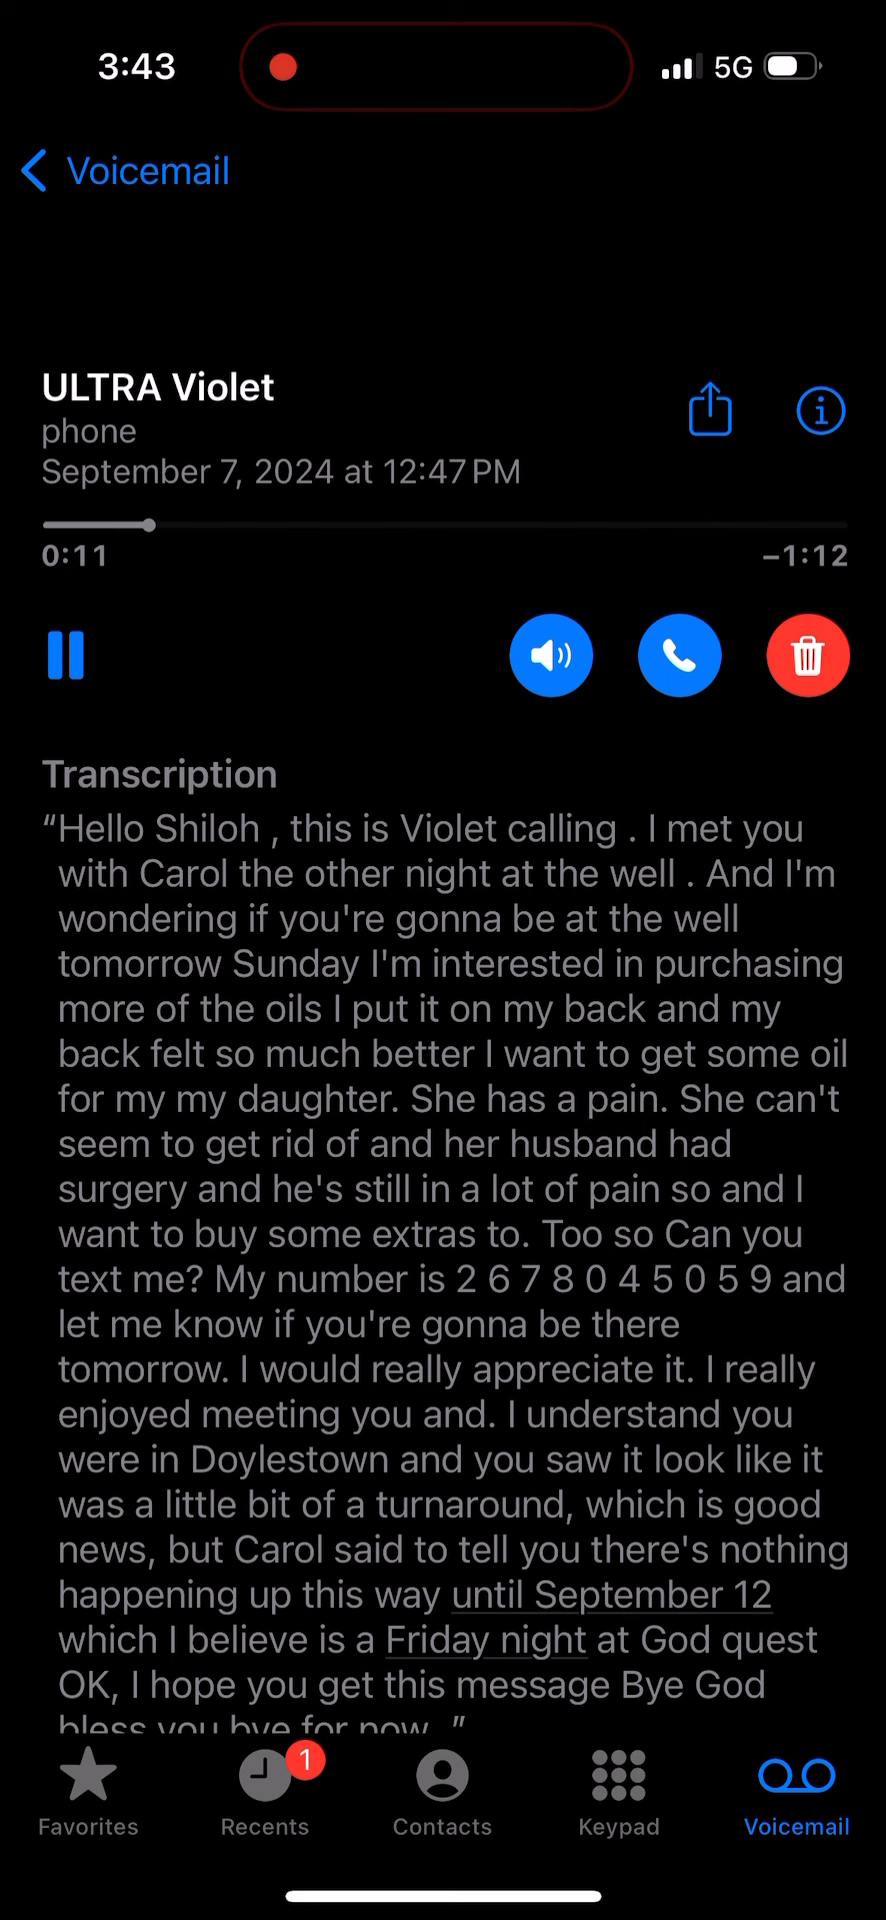 3:43
5G
Voicemail
ULTRA Violet
phone
September 7, 2024 at 12:47 PM
0:11
–1:12
Transcription
“Hello Shiloh , this is Violet calling . I met you
with Carol the other night at the well . And I'm
wondering if you're gonna be at the well
tomorrow Sunday I'm interested in purchasing
more of the oils I put it on my back and my
back felt so much better I want to get some oil
for my my daughter. She has a pain. She can't
seem to get rid of and her husband had
surgery and he's still in a lot of pain so and I
want to buy some extras to. Too so Can you
text me? My number is 2 6 7 8 0 4 5 0 5 9 and
let me know if you're gonna be there
tomorrow. I would really appreciate it. I really
enjoyed meeting you and. I understand you
were in Doylestown and you saw it look like it
was a little bit of a turnaround, which is good
news, but Carol said to tell you there's nothing
happening up this way until September 12
which I believe is a Friday night at God quest
OK, I hope you get this message Bye God
bless you bye for now. ”
1
Favorites
Recents
Contacts
Keypad
Voicemail